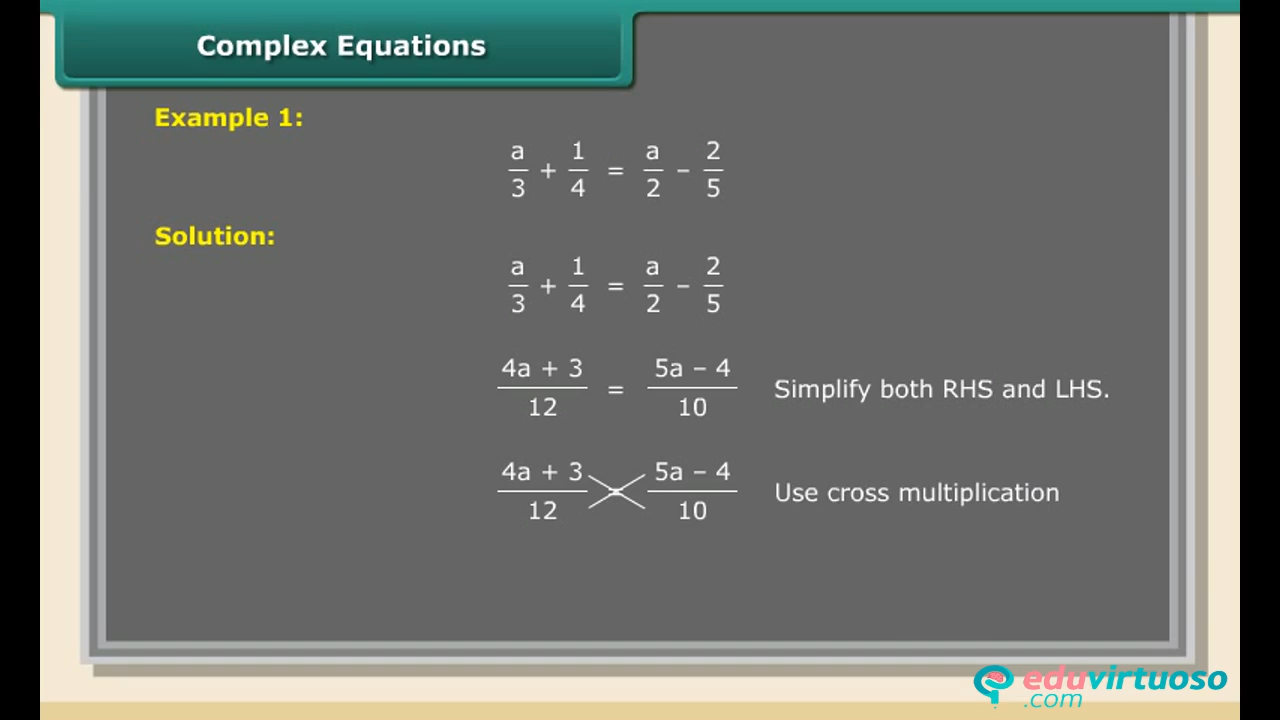 Complex Equations
Example 1:
a/3 + 1/4 = a/2 – 2/5
Solution:
a/3 + 1/4 = a/2 – 2/5
4a + 3/12 = 5a – 4/10 Simplify both RHS and LHS.
4a + 3/12 = 5a – 4/10 Use cross multiplication
eduvirtuoso
.com